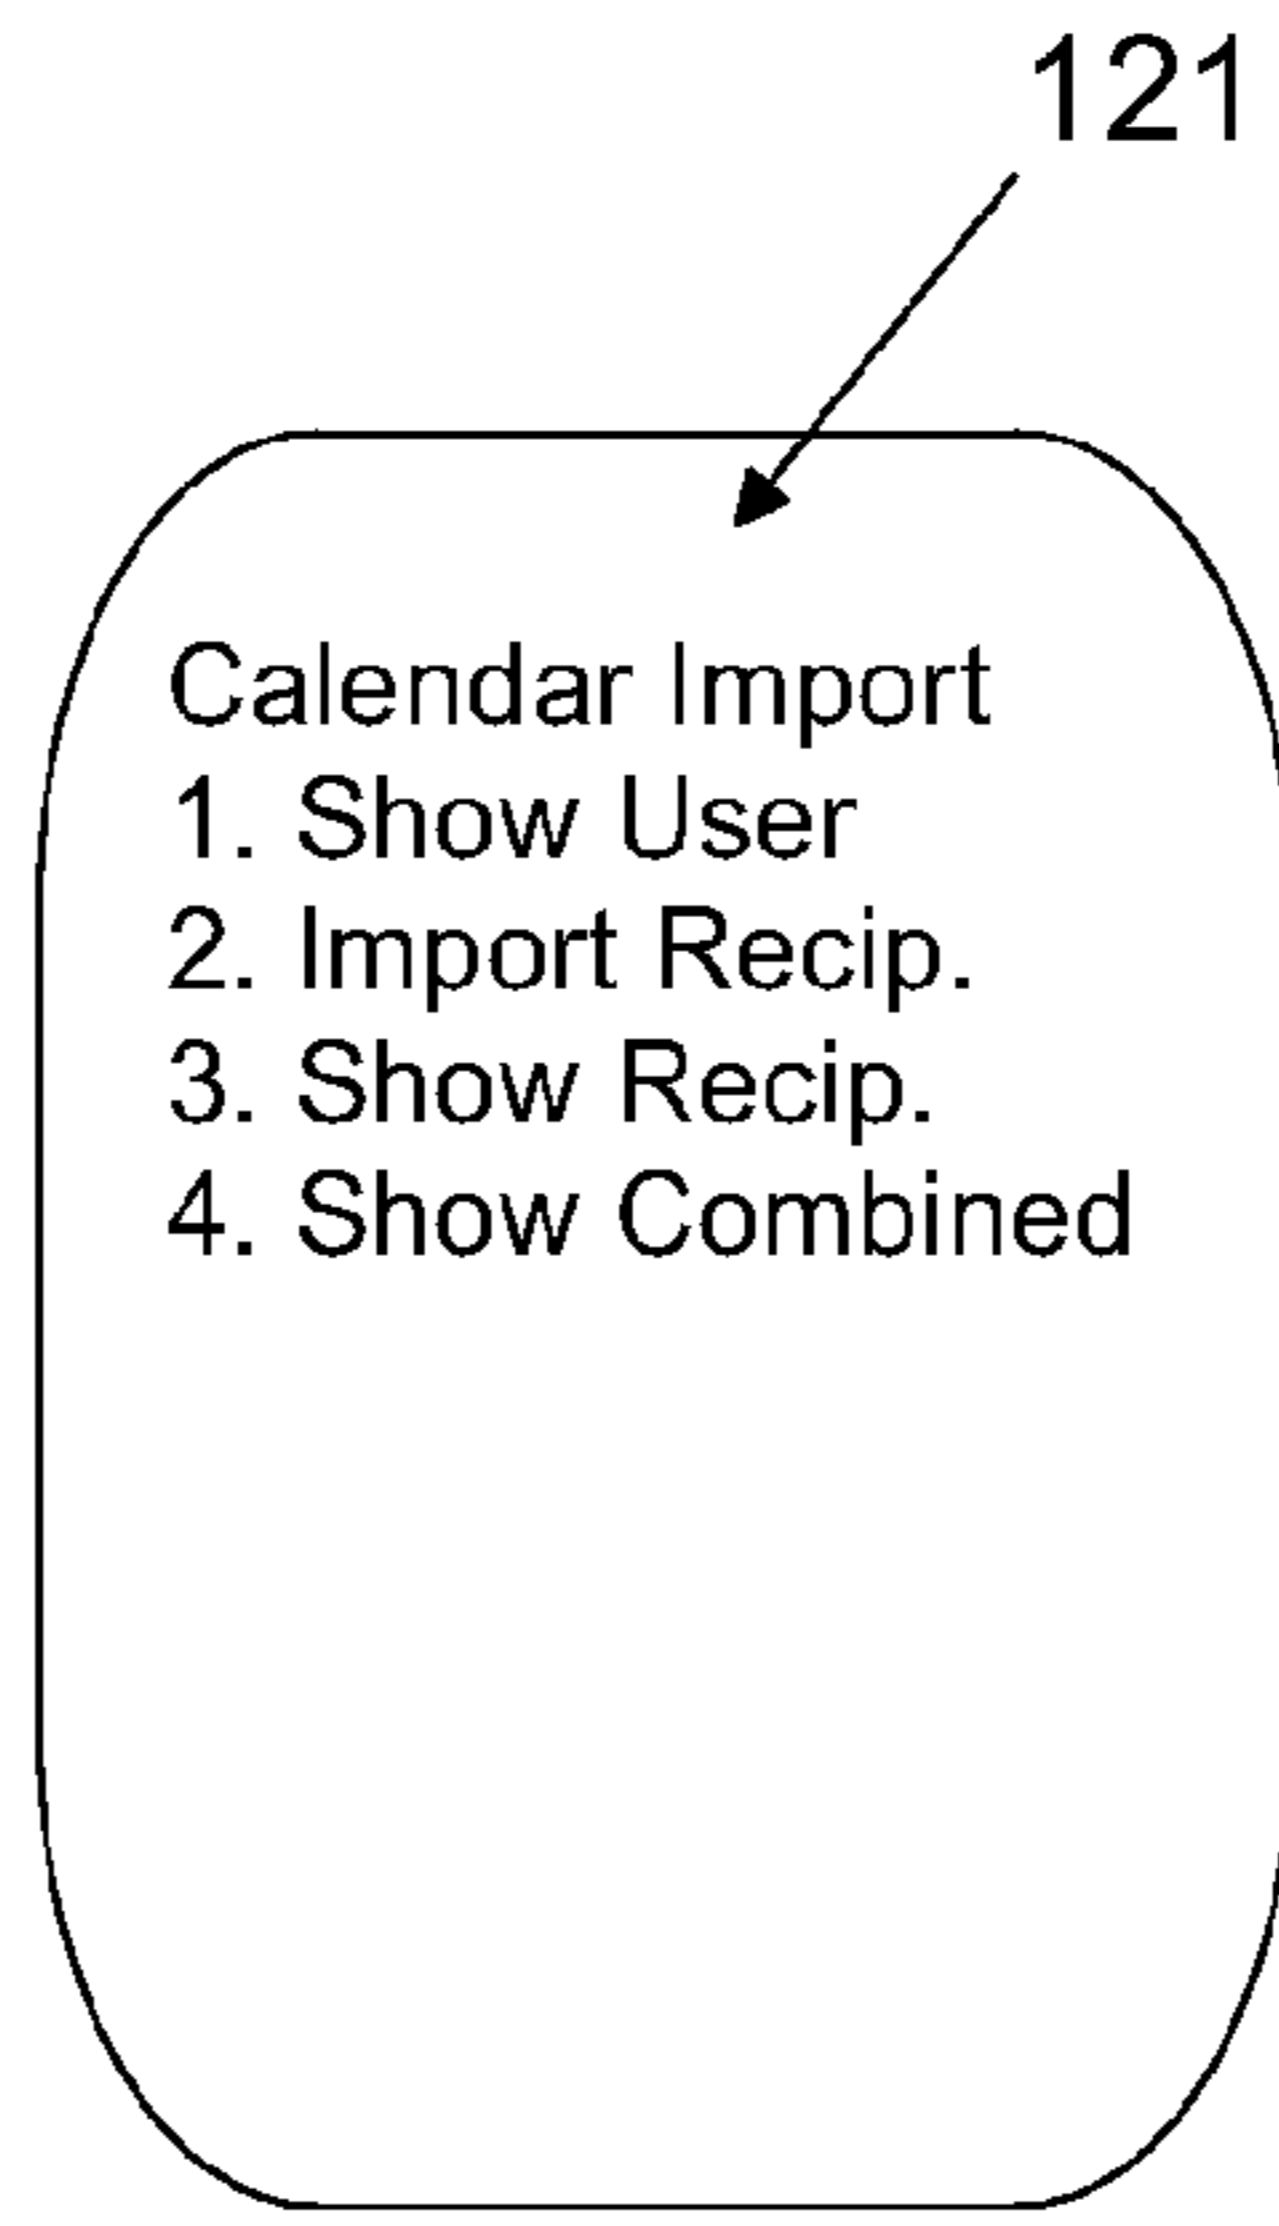 121
Calendar Import
1. Show User
2. Import Recip.
3. Show Recip.
4. Show Combined